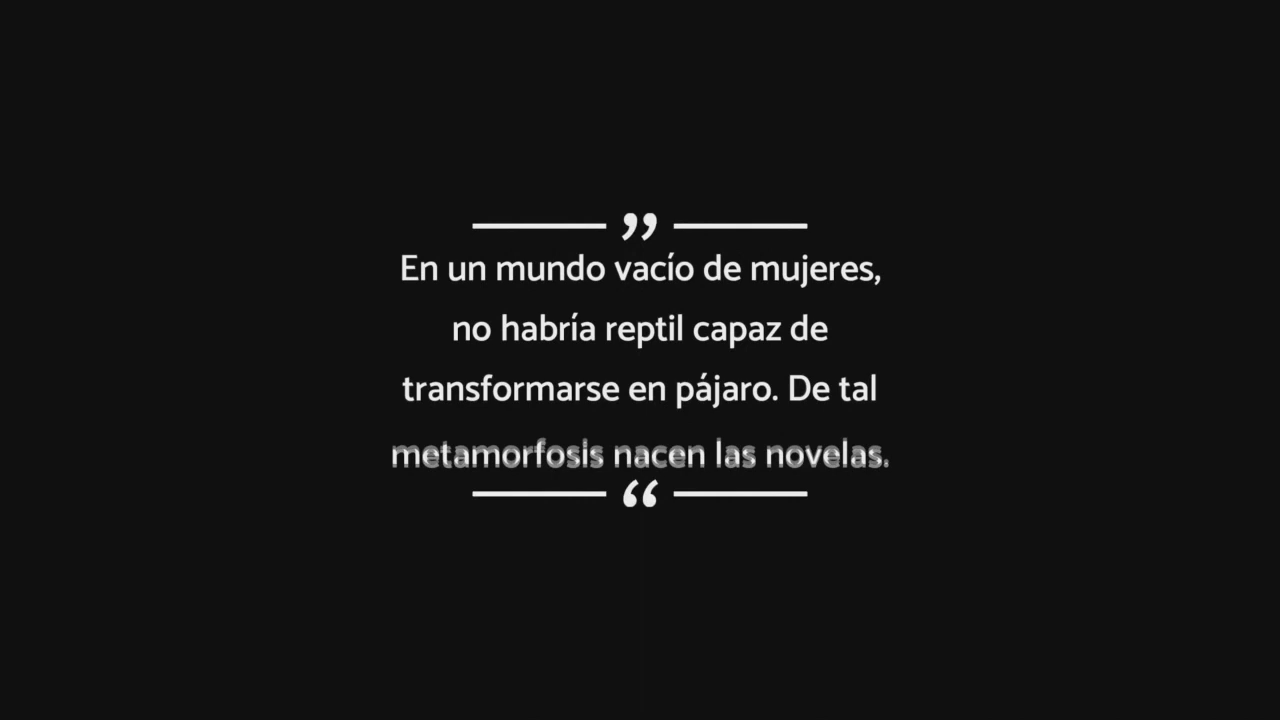 ”
En un mundo vacío de mujeres,
no habría reptil capaz de
transformarse en pájaro. De tal
metamorfosis nacen las novelas.
“